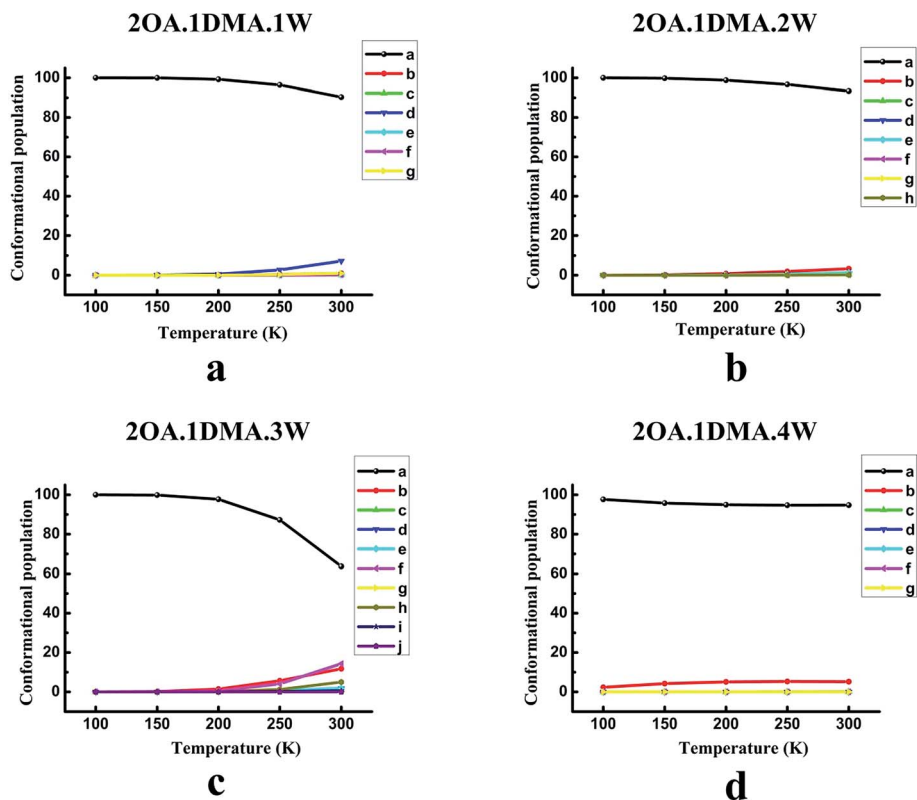 2OA.1DMA.1W
a
b
c
d
e
f
g
100
80
60
40
20
0
Conformational population
100 150 200 250 300
Temperature (K)
a
2OA.1DMA.2W
a
b
c
d
e
f
g
h
100
80
60
40
20
0
Conformational population
100 150 200 250 300
Temperature (K)
b
2OA.1DMA.3W
a
b
c
d
e
f
g
h
i
j
100
80
60
40
20
0
Conformational population
100 150 200 250 300
Temperature (K)
c
2OA.1DMA.4W
a
b
c
d
e
f
g
100
80
60
40
20
0
Conformational population
100 150 200 250 300
Temperature (K)
d